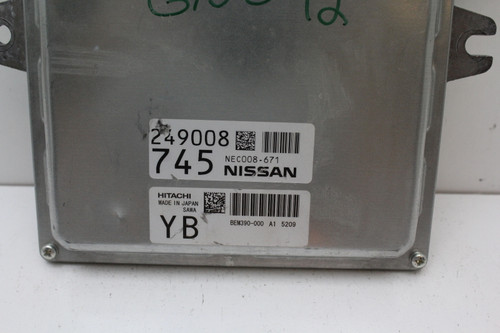 249008
745 NEC008-671 NISSAN
HITACHI
MADE IN JAPAN
SAWA
YB BEM390-000 A1 5209